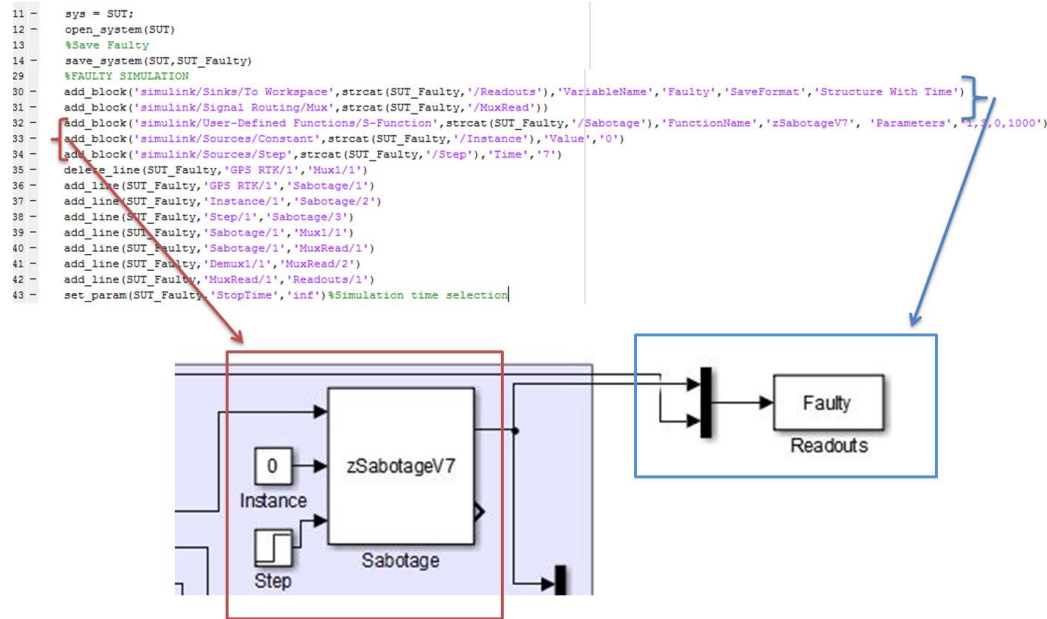 11 -    sys = SUT;
12 -    open_system(SUT)
13      %Save Faulty
14 -    save_system(SUT,SUT_Faulty)
29      %FAULTY SIMULATION
30 -    add_block('simulink/Sinks/To Workspace',strcat(SUT_Faulty,'/Readouts'),'VariableName','Faulty','SaveFormat','Structure With Time')
31 -    add_block('simulink/Signal Routing/Mux',strcat(SUT_Faulty,'/MuxRead'))
32 -    add_block('simulink/User-Defined Functions/S-Function',strcat(SUT_Faulty,'/Sabotage'),'FunctionName','zSabotageV7', 'Parameters','1,3,0,1000')
33 -    add_block('simulink/Sources/Constant',strcat(SUT_Faulty,'/Instance'),'Value','0')
34 -    add_block('simulink/Sources/Step',strcat(SUT_Faulty,'/Step'),'Time','7')
35 -    delete_line(SUT_Faulty,'GPS RTK/1','Mux1/1')
36 -    add_line(SUT_Faulty,'GPS RTK/1','Sabotage/1')
37 -    add_line(SUT_Faulty,'Instance/1','Sabotage/2')
38 -    add_line(SUT_Faulty,'Step/1','Sabotage/3')
39 -    add_line(SUT_Faulty,'Sabotage/1','Mux1/1')
40 -    add_line(SUT_Faulty,'Sabotage/1','MuxRead/1')
41 -    add_line(SUT_Faulty,'Demux1/1','MuxRead/2')
42 -    add_line(SUT_Faulty,'MuxRead/1','Readouts/1')
43 -    set_param(SUT_Faulty,'StopTime','inf')%Simulation time selection
Faulty
Readouts
zSabotageV7
0
Instance
Step
Sabotage